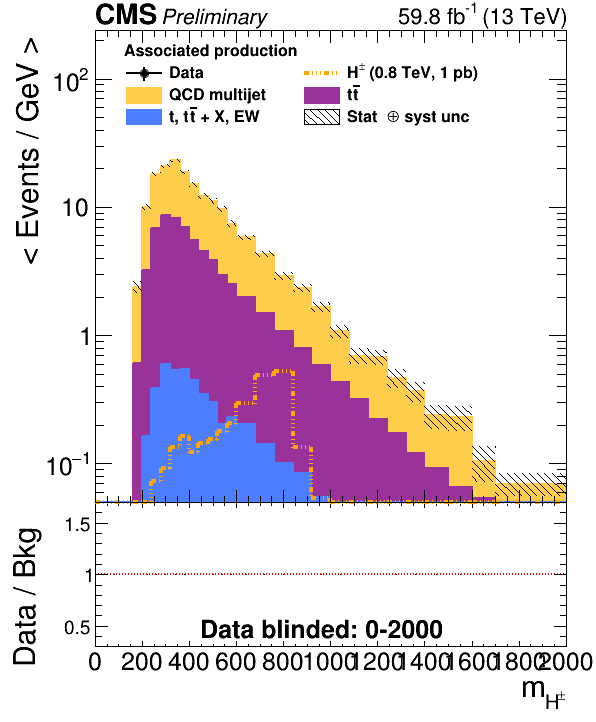 CMS Preliminary 59.8 fb⁻¹ (13 TeV)
Associated production
Data H± (0.8 TeV, 1 pb)
QCD multijet tt̄
t, tt̄ + X, EW Stat ⊕ syst unc
< Events / GeV >
10²
10
1
10⁻¹
Data / Bkg
1.5
1
0.5
Data blinded: 0-2000
0 200 400 600 800 1000 1200 1400 1600 1800 2000
m_H±